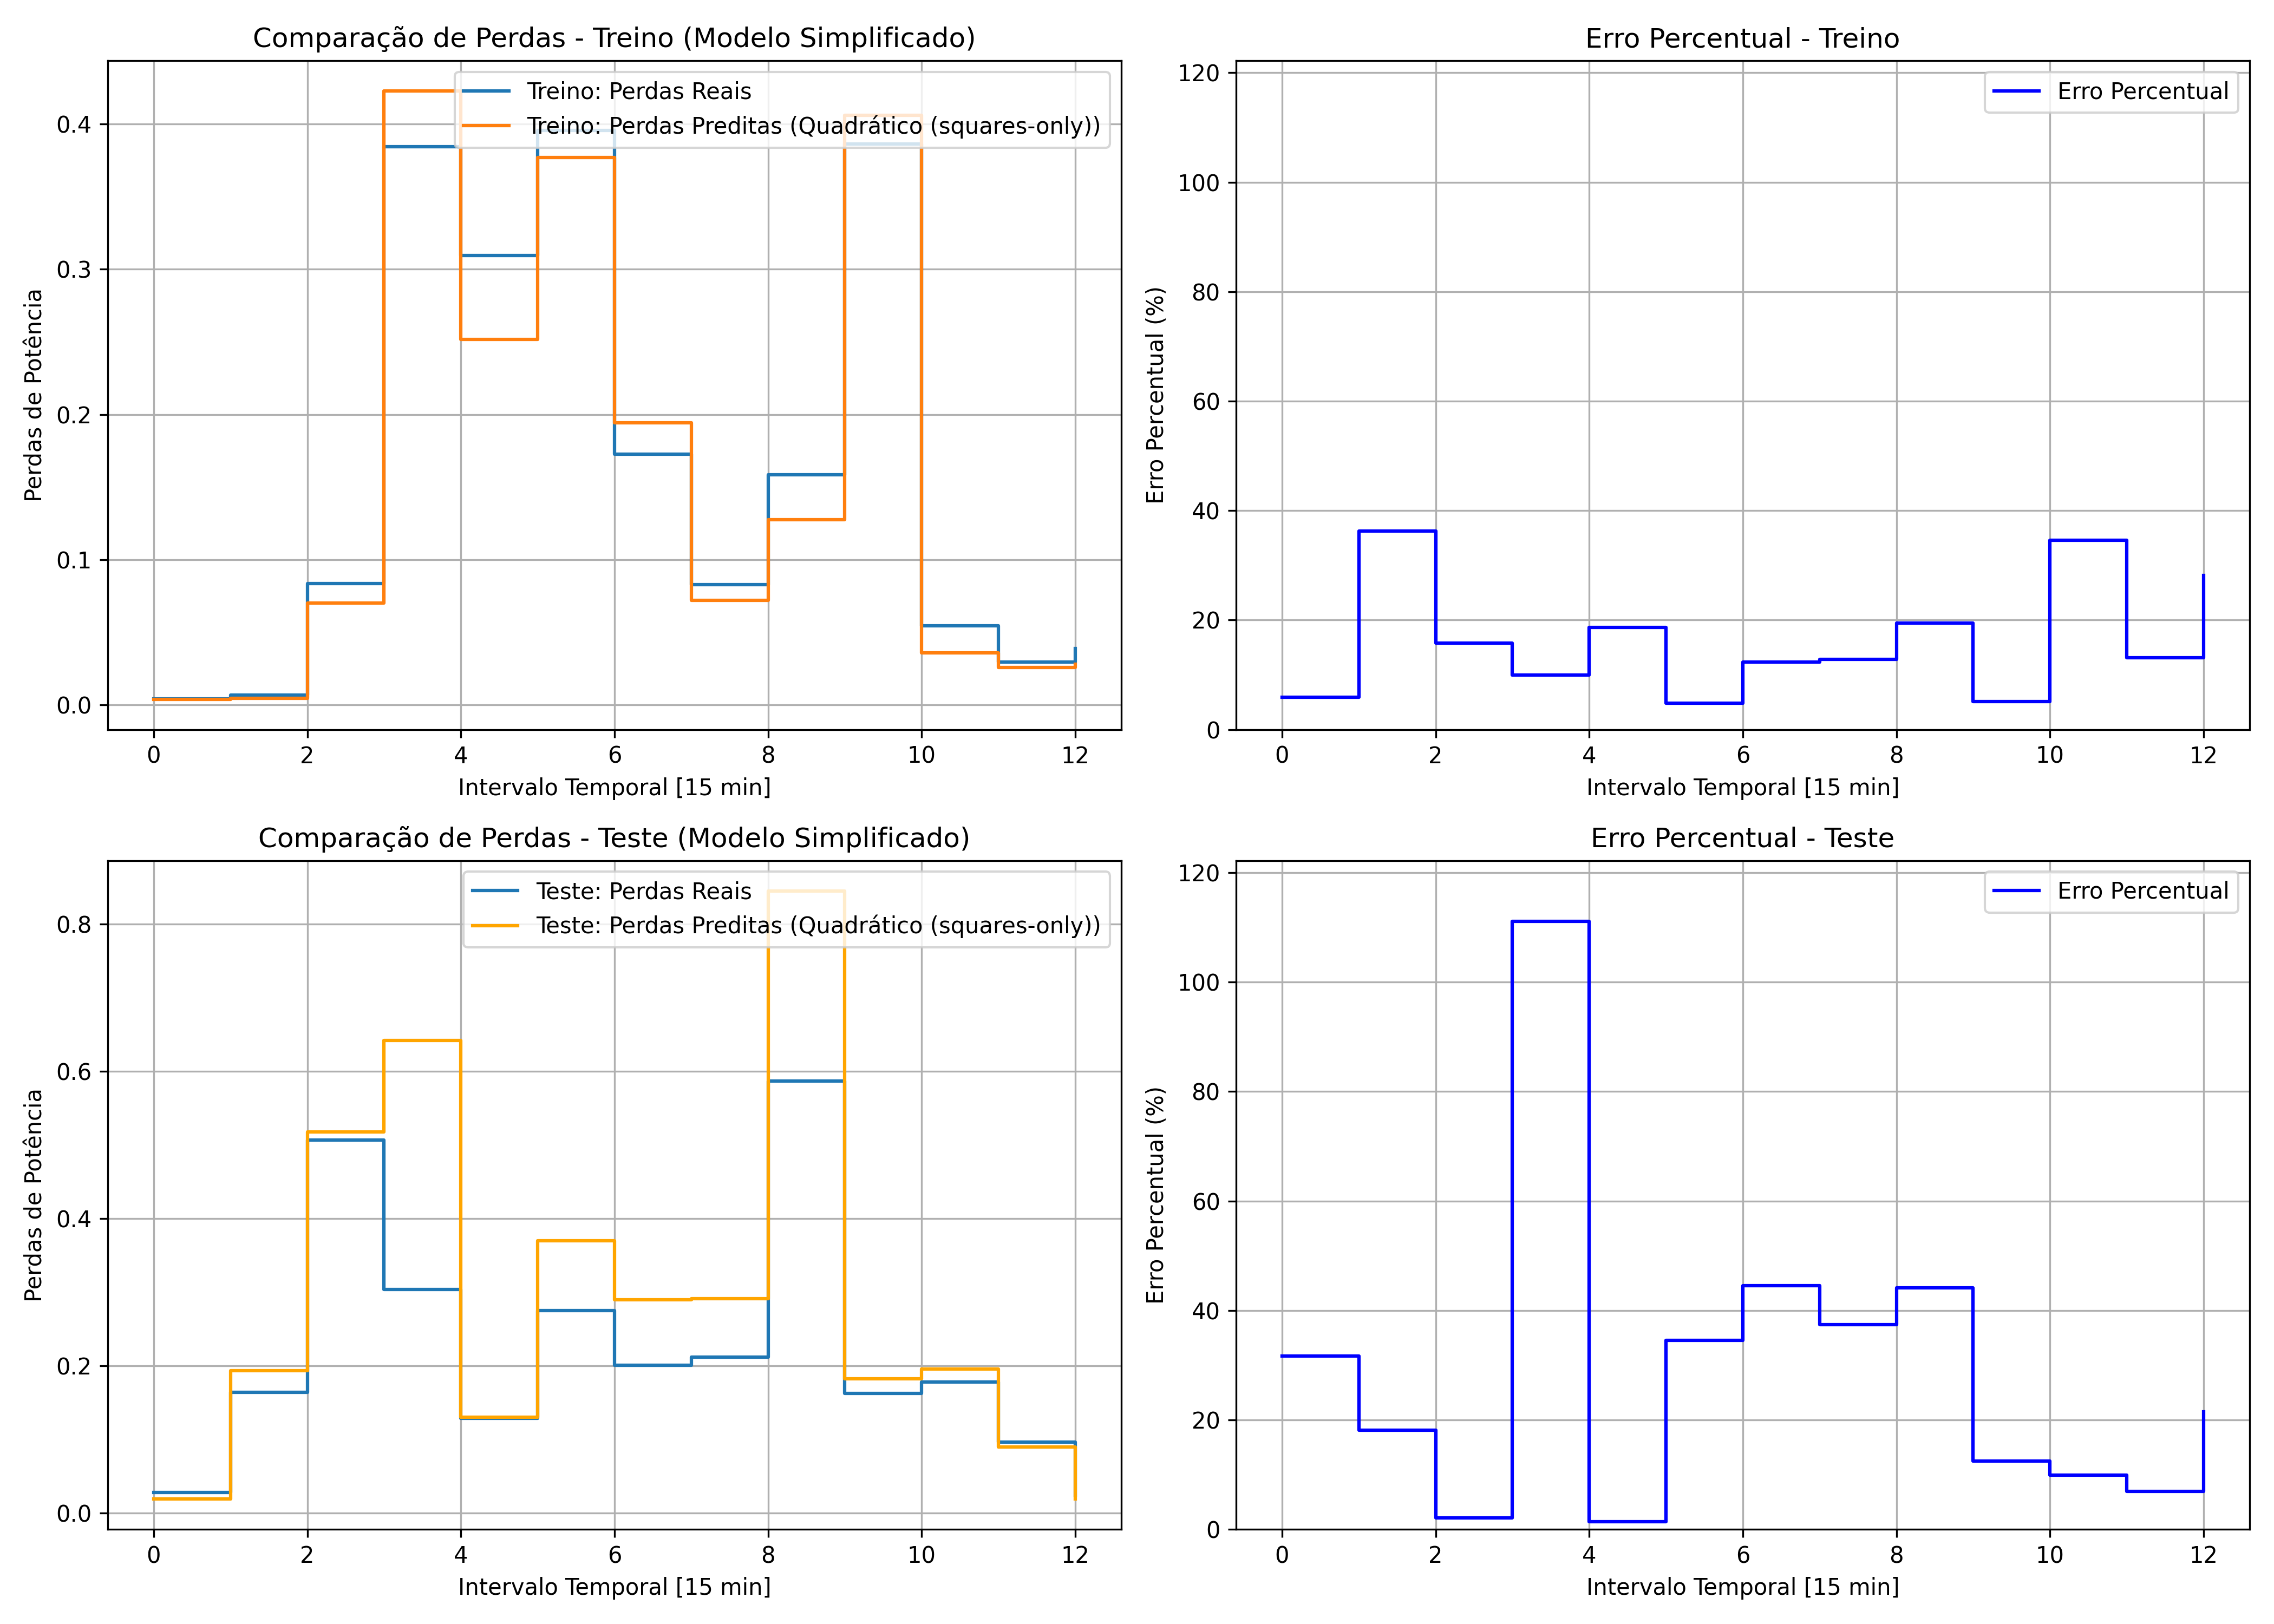 Comparação de Perdas - Treino (Modelo Simplificado)
Treino: Perdas Reais
Treino: Perdas Preditas (Quadrático (squares-only))
Perdas de Potência
0.4
0.3
0.2
0.1
0.0
0 2 4 6 8 10 12
Intervalo Temporal [15 min]
Erro Percentual - Treino
Erro Percentual
Erro Percentual (%)
120
100
80
60
40
20
0
0 2 4 6 8 10 12
Intervalo Temporal [15 min]
Comparação de Perdas - Teste (Modelo Simplificado)
Teste: Perdas Reais
Teste: Perdas Preditas (Quadrático (squares-only))
Perdas de Potência
0.8
0.6
0.4
0.2
0.0
0 2 4 6 8 10 12
Intervalo Temporal [15 min]
Erro Percentual - Teste
Erro Percentual
Erro Percentual (%)
120
100
80
60
40
20
0
0 2 4 6 8 10 12
Intervalo Temporal [15 min]